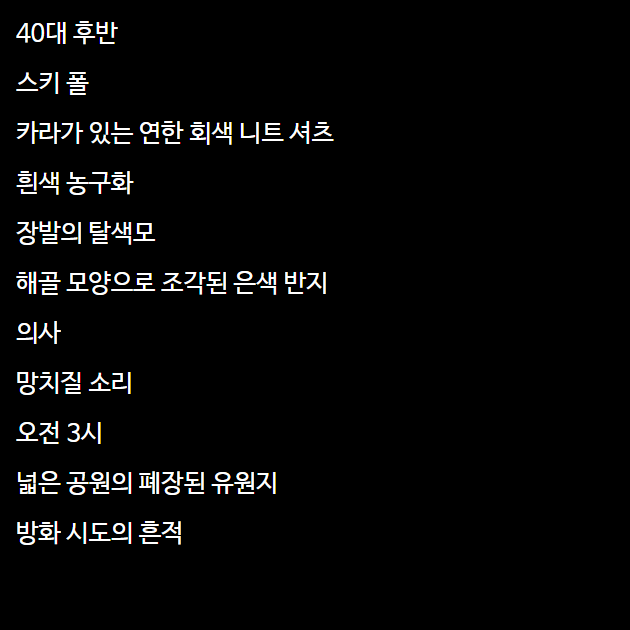 40대 후반
스키 폴
카라가 있는 연한 회색 니트 셔츠
흰색 농구화
장발의 탈색모
해골 모양으로 조각된 은색 반지
의사
망치질 소리
오전 3시
넓은 공원의 폐장된 유원지
방화 시도의 흔적